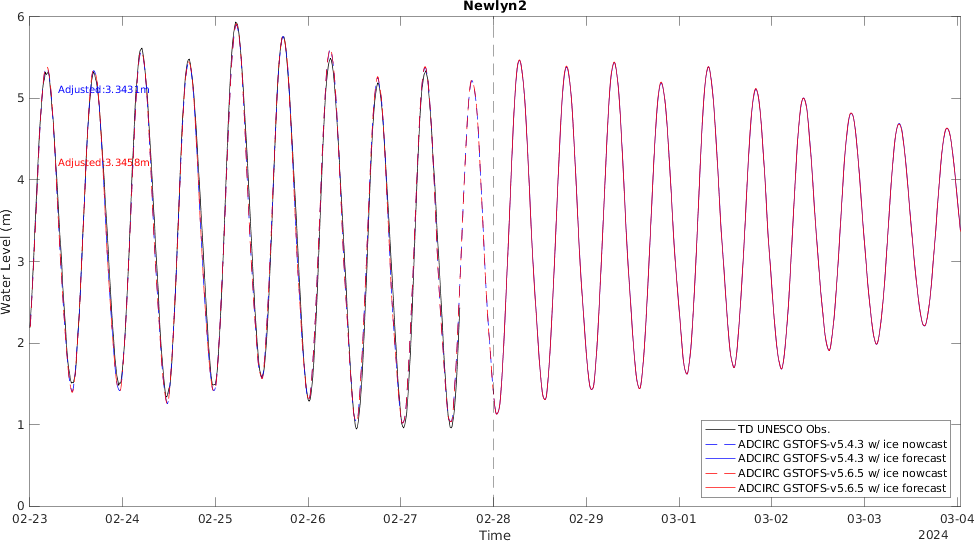 Newlyn2
6
5
4
3
2
1
0
Water Level (m)
Adjusted:3.3431m
Adjusted:3.3458m
TD UNESCO Obs.
ADCIRC GSTOFS-v5.4.3 w/ ice nowcast
ADCIRC GSTOFS-v5.4.3 w/ ice forecast
ADCIRC GSTOFS-v5.6.5 w/ ice nowcast
ADCIRC GSTOFS-v5.6.5 w/ ice forecast
02-23 02-24 02-25 02-26 02-27 02-28 02-29 03-01 03-02 03-03 03-04
Time
2024